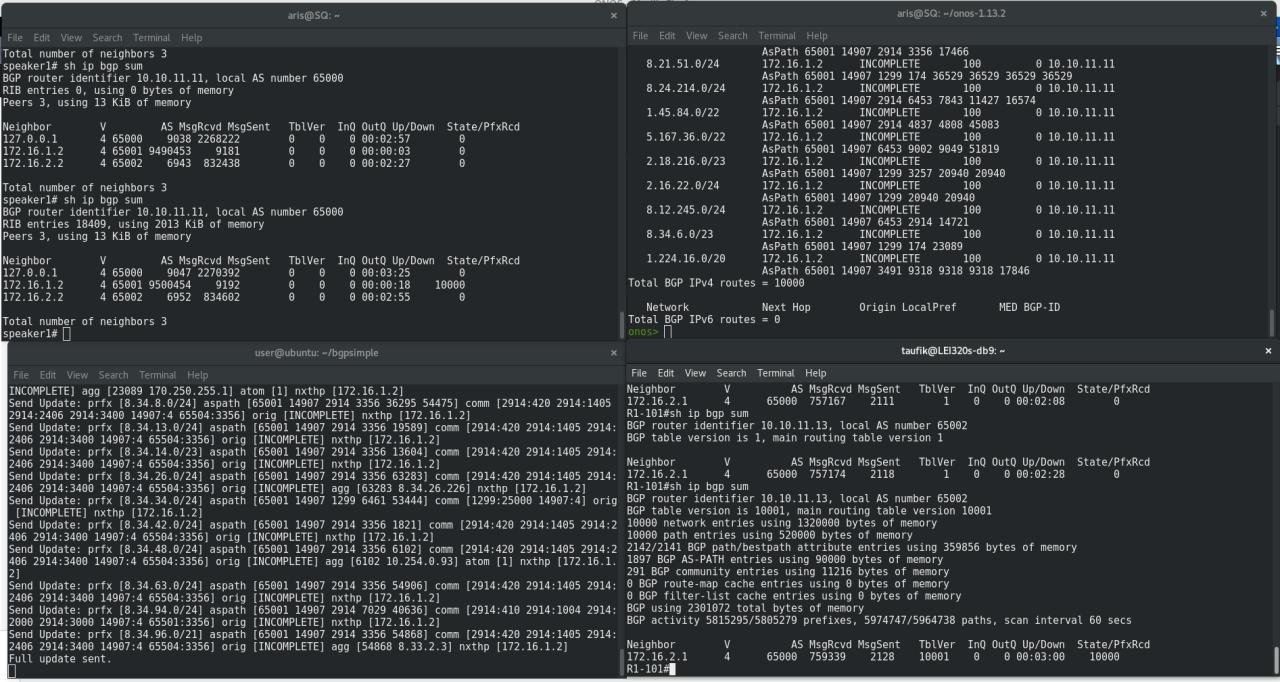 aris@SQ: ~
File Edit View Search Terminal Help
Total number of neighbors 3
speaker1# sh ip bgp sum
BGP router identifier 10.10.11.11, local AS number 65000
RIB entries 0, using 0 bytes of memory
Peers 3, using 13 KiB of memory
Neighbor V AS MsgRcvd MsgSent TblVer InQ OutQ Up/Down State/PfxRcd
127.0.0.1 4 65000 9038 2268222 0 0 0 00:02:57 0
172.16.1.2 4 65001 9490453 9181 0 0 0 00:00:03 0
172.16.2.2 4 65002 6943 832438 0 0 0 00:02:27 0
Total number of neighbors 3
speaker1# sh ip bgp sum
BGP router identifier 10.10.11.11, local AS number 65000
RIB entries 18409, using 2013 KiB of memory
Peers 3, using 13 KiB of memory
Neighbor V AS MsgRcvd MsgSent TblVer InQ OutQ Up/Down State/PfxRcd
127.0.0.1 4 65000 9047 2270392 0 0 0 00:03:25 0
172.16.1.2 4 65001 9500454 9192 0 0 0 00:00:18 10000
172.16.2.2 4 65002 6952 834602 0 0 0 00:02:55 0
Total number of neighbors 3
speaker1#
aris@SQ: ~/onos-1.13.2
File Edit View Search Terminal Help
AsPath 65001 14907 2914 3356 17466
8.21.51.0/24 172.16.1.2 INCOMPLETE 100 0 10.10.11.11
AsPath 65001 14907 1299 174 36529 36529 36529 36529
8.24.214.0/24 172.16.1.2 INCOMPLETE 100 0 10.10.11.11
AsPath 65001 14907 2914 6453 7843 11427 16574
1.45.84.0/22 172.16.1.2 INCOMPLETE 100 0 10.10.11.11
AsPath 65001 14907 2914 4837 4808 45083
5.167.36.0/22 172.16.1.2 INCOMPLETE 100 0 10.10.11.11
AsPath 65001 14907 6453 9002 9049 51819
2.18.216.0/23 172.16.1.2 INCOMPLETE 100 0 10.10.11.11
AsPath 65001 14907 1299 3257 20940 20940
2.16.22.0/24 172.16.1.2 INCOMPLETE 100 0 10.10.11.11
AsPath 65001 14907 1299 20940 20940
8.12.245.0/24 172.16.1.2 INCOMPLETE 100 0 10.10.11.11
AsPath 65001 14907 6453 2914 14721
8.34.6.0/23 172.16.1.2 INCOMPLETE 100 0 10.10.11.11
AsPath 65001 14907 1299 174 23089
1.224.16.0/20 172.16.1.2 INCOMPLETE 100 0 10.10.11.11
AsPath 65001 14907 3491 9318 9318 9318 17846
Total BGP IPv4 routes = 10000
Network Next Hop Origin LocalPref MED BGP-ID
Total BGP IPv6 routes = 0
onos>
user@ubuntu: ~/bgpsimple
File Edit View Search Terminal Help
INCOMPLETE] agg [23089 170.250.255.1] atom [1] nxthp [172.16.1.2]
Send Update: prfx [8.34.8.0/24] aspath [65001 14907 2914 3356 36295 54475] comm [2914:420 2914:1405
2914:2406 2914:3400 14907:4 65504:3356] orig [INCOMPLETE] nxthp [172.16.1.2]
Send Update: prfx [8.34.13.0/24] aspath [65001 14907 2914 3356 19589] comm [2914:420 2914:1405 2914:
2406 2914:3400 14907:4 65504:3356] orig [INCOMPLETE] nxthp [172.16.1.2]
Send Update: prfx [8.34.14.0/23] aspath [65001 14907 2914 3356 13604] comm [2914:420 2914:1405 2914:
2406 2914:3400 14907:4 65504:3356] orig [INCOMPLETE] nxthp [172.16.1.2]
Send Update: prfx [8.34.26.0/24] aspath [65001 14907 2914 3356 63283] comm [2914:420 2914:1405 2914:
2406 2914:3400 14907:4 65504:3356] orig [INCOMPLETE] agg [63283 8.34.26.226] nxthp [172.16.1.2]
Send Update: prfx [8.34.34.0/24] aspath [65001 14907 1299 6461 53444] comm [1299:25000 14907:4] orig
[INCOMPLETE] nxthp [172.16.1.2]
Send Update: prfx [8.34.42.0/24] aspath [65001 14907 2914 3356 1821] comm [2914:420 2914:1405 2914:2
406 2914:3400 14907:4 65504:3356] orig [INCOMPLETE] nxthp [172.16.1.2]
Send Update: prfx [8.34.48.0/24] aspath [65001 14907 2914 3356 6102] comm [2914:420 2914:1405 2914:2
406 2914:3400 14907:4 65504:3356] orig [INCOMPLETE] agg [6102 10.254.0.93] atom [1] nxthp [172.16.1.
2]
Send Update: prfx [8.34.63.0/24] aspath [65001 14907 2914 3356 54906] comm [2914:420 2914:1405 2914:
2406 2914:3400 14907:4 65504:3356] orig [INCOMPLETE] nxthp [172.16.1.2]
Send Update: prfx [8.34.94.0/24] aspath [65001 14907 2914 7029 40636] comm [2914:410 2914:1004 2914:
2000 2914:3000 14907:4 65501:3356] orig [INCOMPLETE] nxthp [172.16.1.2]
Send Update: prfx [8.34.96.0/21] aspath [65001 14907 2914 3356 54868] comm [2914:420 2914:1405 2914:
2406 2914:3400 14907:4 65504:3356] orig [INCOMPLETE] agg [54868 8.33.2.3] nxthp [172.16.1.2]
Full update sent.
taufik@LEI320s-db9: ~
File Edit View Search Terminal Help
Neighbor V AS MsgRcvd MsgSent TblVer InQ OutQ Up/Down State/PfxRcd
172.16.2.1 4 65000 757167 2111 1 0 0 00:02:08 0
R1-101#sh ip bgp sum
BGP router identifier 10.10.11.13, local AS number 65002
BGP table version is 1, main routing table version 1
Neighbor V AS MsgRcvd MsgSent TblVer InQ OutQ Up/Down State/PfxRcd
172.16.2.1 4 65000 757174 2118 1 0 0 00:02:28 0
R1-101#sh ip bgp sum
BGP router identifier 10.10.11.13, local AS number 65002
BGP table version is 10001, main routing table version 10001
10000 network entries using 1320000 bytes of memory
10000 path entries using 520000 bytes of memory
2142/2141 BGP path/bestpath attribute entries using 359856 bytes of memory
1897 BGP AS-PATH entries using 90000 bytes of memory
291 BGP community entries using 11216 bytes of memory
0 BGP route-map cache entries using 0 bytes of memory
0 BGP filter-list cache entries using 0 bytes of memory
BGP using 2301072 total bytes of memory
BGP activity 5815295/5805279 prefixes, 5974747/5964738 paths, scan interval 60 secs
Neighbor V AS MsgRcvd MsgSent TblVer InQ OutQ Up/Down State/PfxRcd
172.16.2.1 4 65000 759339 2128 10001 0 0 00:03:00 10000
R1-101#